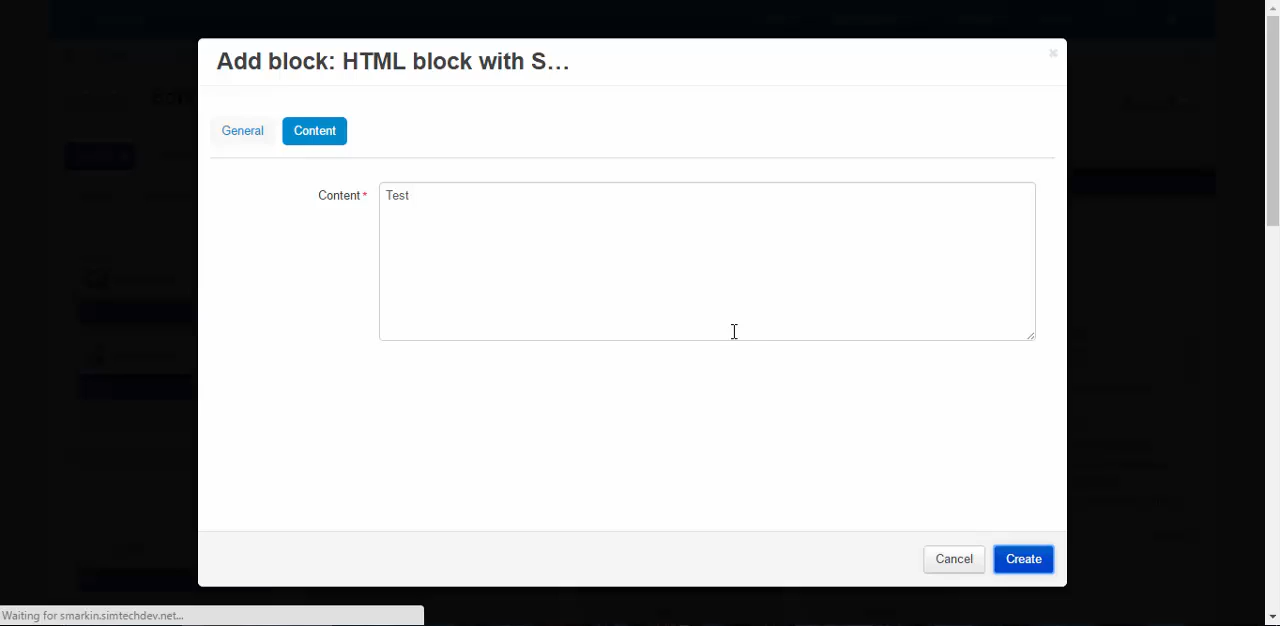 Add block: HTML block with S...
General
Content
Content*
Test
Cancel
Create
Waiting for smarkin.simtechdev.net...